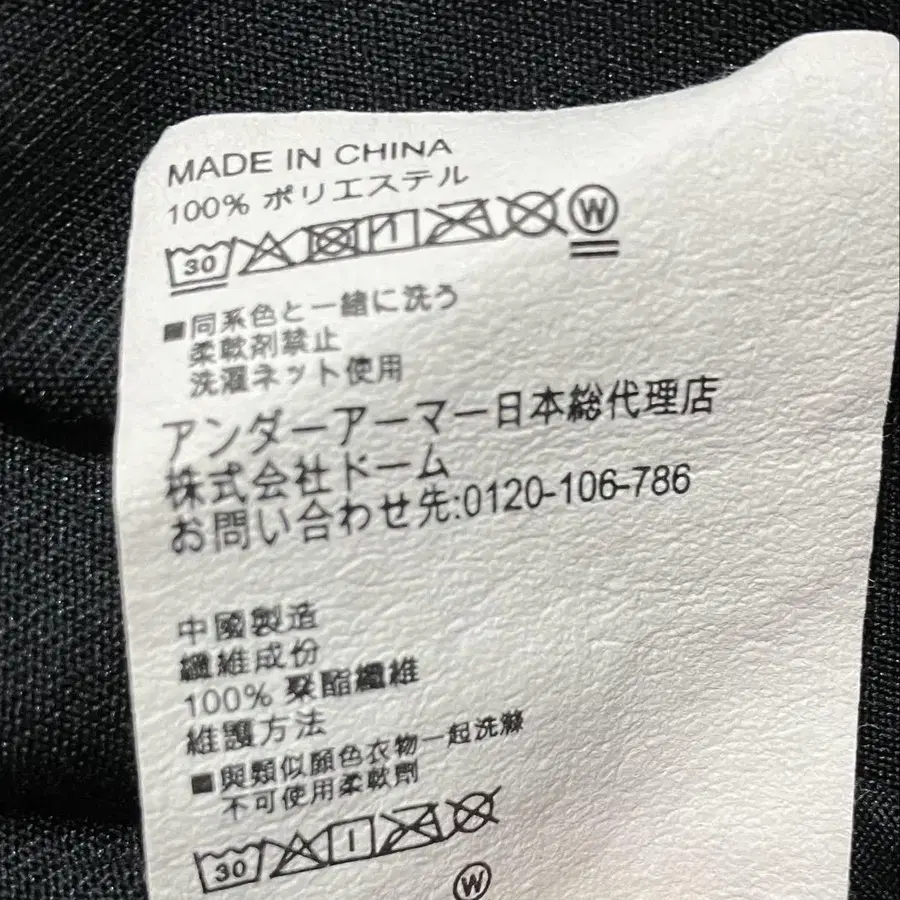 MADE IN CHINA
100% ポリエステル
30 W
■同系色と一緒に洗う
柔軟剤禁止
洗濯ネット使用
アンダーアーマー日本総代理店
株式会社ドーム
お問い合わせ先:0120-106-786
中國製造
纖維成份
100% 聚酯纖維
維護方法
■與類似顏色衣物一起洗滌
不可使用柔軟劑
30
W